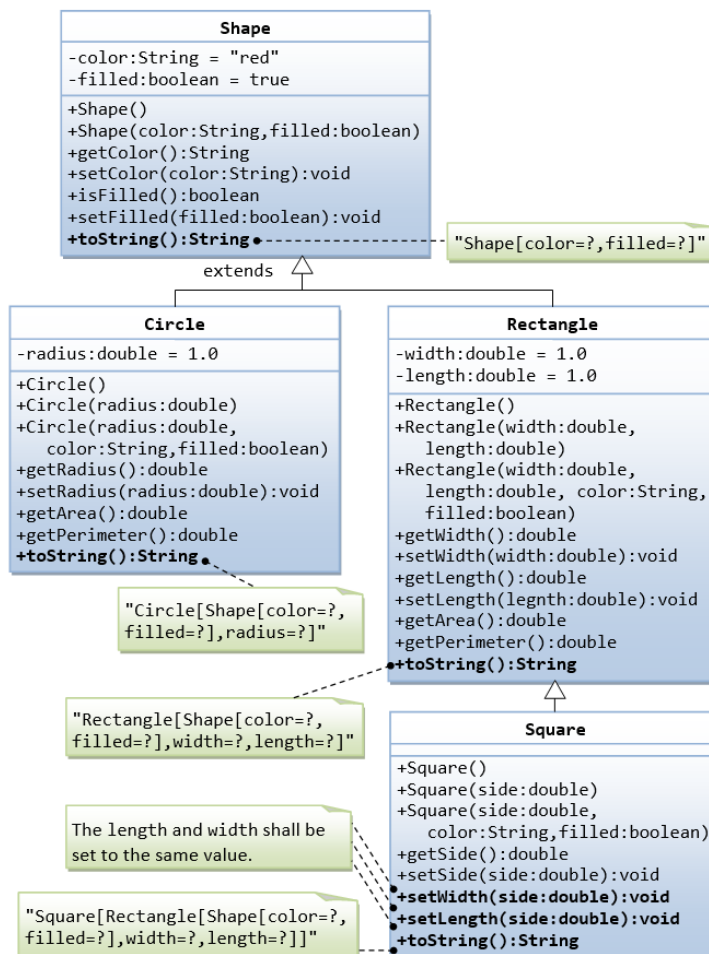 Shape
-color:String = "red"
-filled:boolean = true
+Shape()
+Shape(color:String,filled:boolean)
+getColor():String
+setColor(color:String):void
+isFilled():boolean
+setFilled(filled:boolean):void
+toString():String
"Shape[color=?,filled=?]"
extends
Circle
-radius:double = 1.0
+Circle()
+Circle(radius:double)
+Circle(radius:double,
color:String,filled:boolean)
+getRadius():double
+setRadius(radius:double):void
+getArea():double
+getPerimeter():double
+toString():String
"Circle[Shape[color=?,
filled=?],radius=?]"
Rectangle
-width:double = 1.0
-length:double = 1.0
+Rectangle()
+Rectangle(width:double,
length:double)
+Rectangle(width:double,
length:double, color:String,
filled:boolean)
+getWidth():double
+setWidth(width:double):void
+getLength():double
+setLength(legnth:double):void
+getArea():double
+getPerimeter():double
+toString():String
"Rectangle[Shape[color=?,
filled=?],width=?,length=?]"
Square
+Square()
+Square(side:double)
+Square(side:double,
color:String,filled:boolean)
+getSide():double
+setSide(side:double):void
+setWidth(side:double):void
+setLength(side:double):void
+toString():String
The length and width shall be
set to the same value.
"Square[Rectangle[Shape[color=?,
filled=?],width=?,length=?]]"